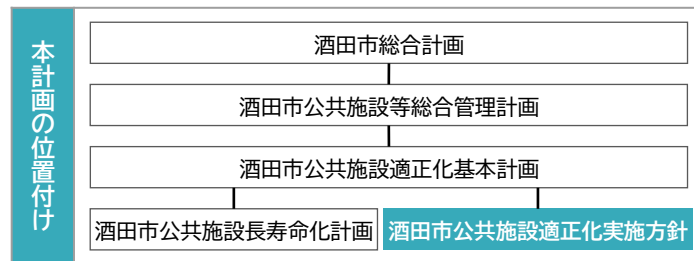 本計画の位置付け
酒田市総合計画
酒田市公共施設等総合管理計画
酒田市公共施設適正化基本計画
酒田市公共施設長寿命化計画
酒田市公共施設適正化実施方針